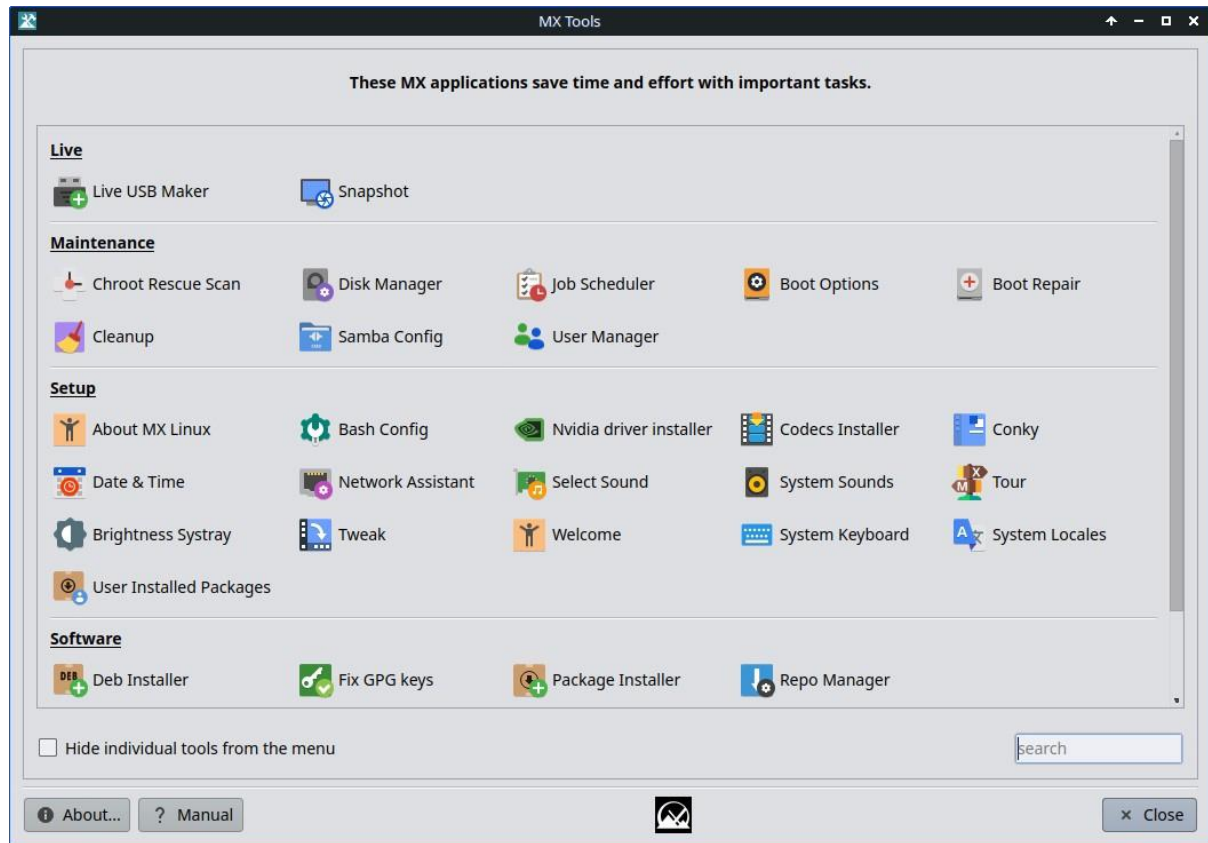 MX Tools
These MX applications save time and effort with important tasks.
Live
Live USB Maker Snapshot
Maintenance
Chroot Rescue Scan Disk Manager Job Scheduler Boot Options Boot Repair
Cleanup Samba Config User Manager
Setup
About MX Linux Bash Config Nvidia driver installer Codecs Installer Conky
Date & Time Network Assistant Select Sound System Sounds Tour
Brightness Systray Tweak Welcome System Keyboard System Locales
User Installed Packages
Software
Deb Installer Fix GPG keys Package Installer Repo Manager
Hide individual tools from the menu search
About... ? Manual Close